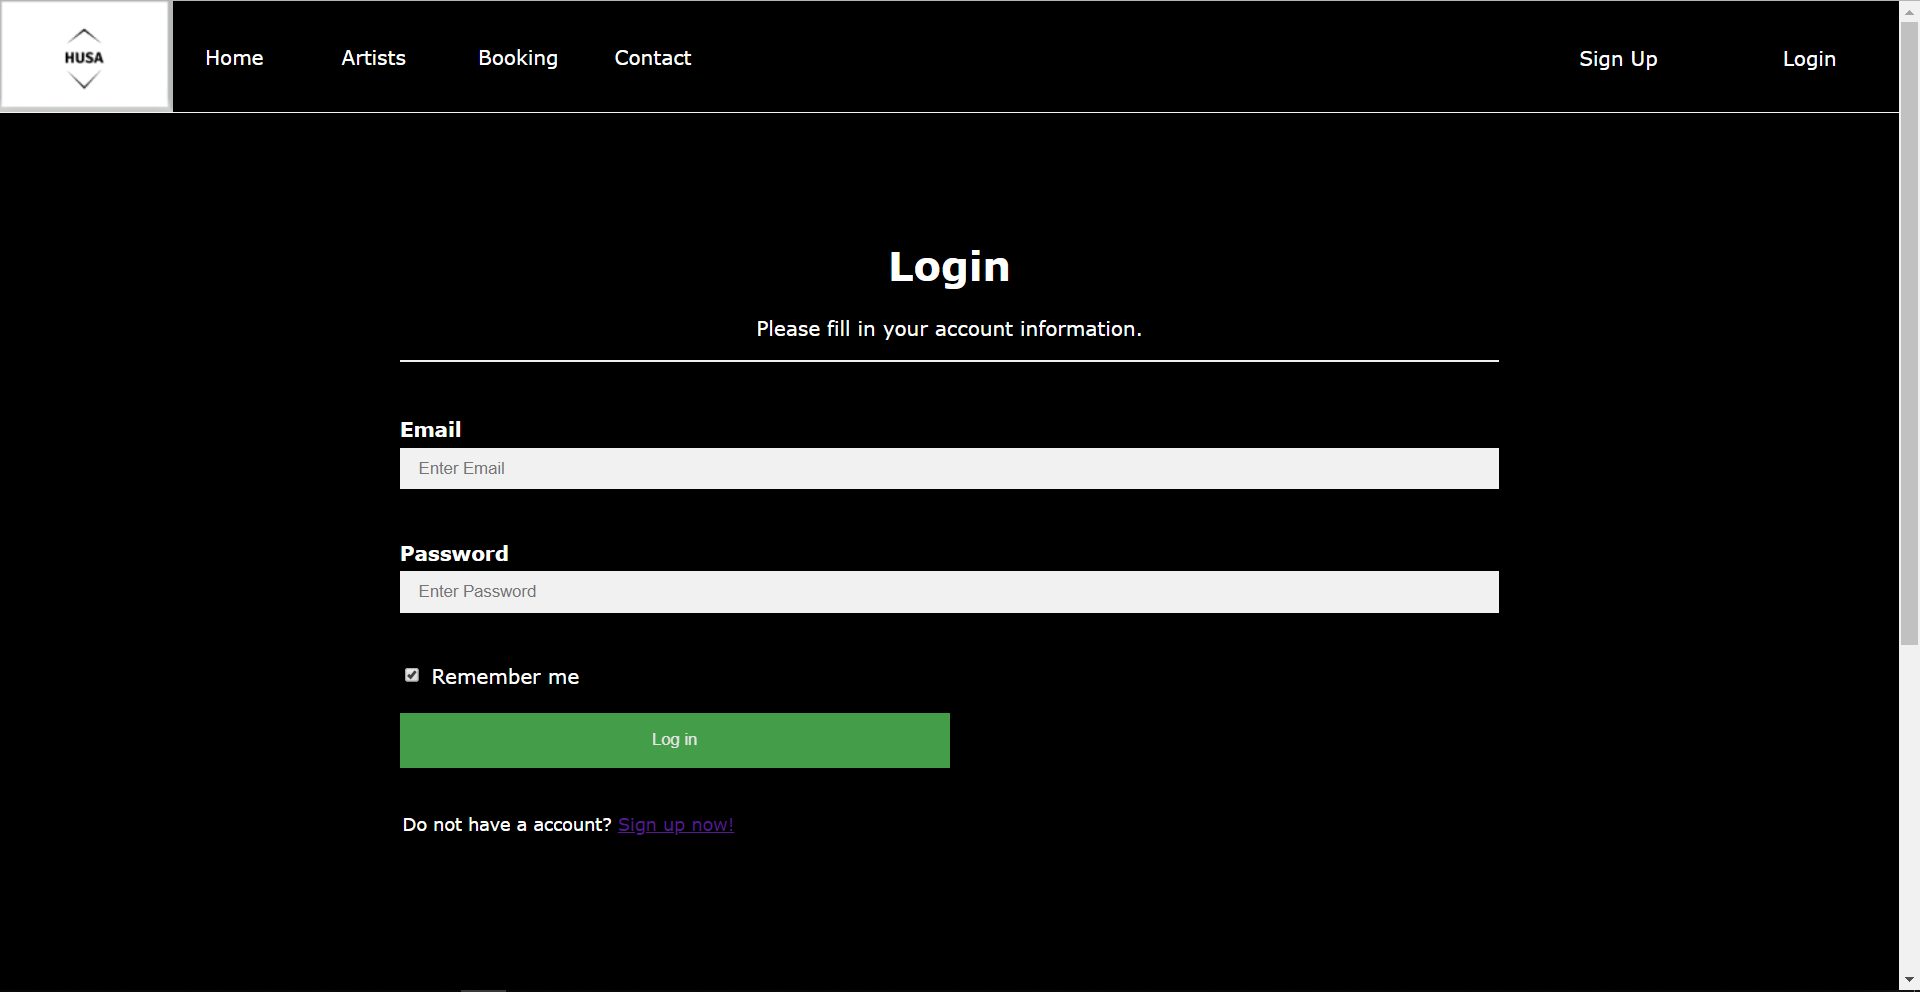 HUSA
Home Artists Booking Contact Sign Up Login
Login
Please fill in your account information.
Email
Enter Email
Password
Enter Password
Remember me
Log in
Do not have a account? Sign up now!